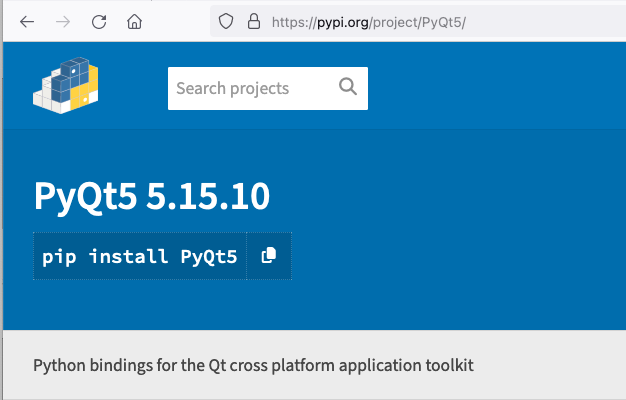 https://pypi.org/project/PyQt5/
Search projects
PyQt5 5.15.10
pip install PyQt5
Python bindings for the Qt cross platform application toolkit